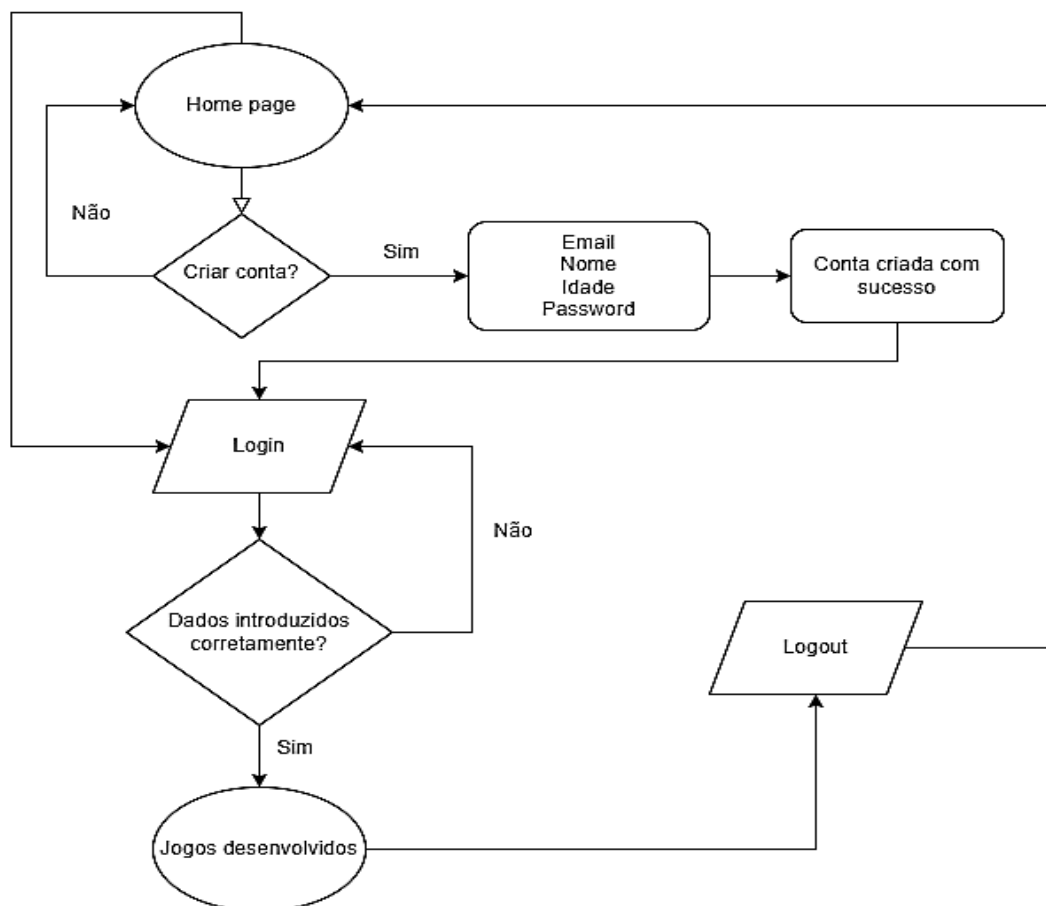 Home page
Não
Criar conta?
Sim
Email
Nome
Idade
Password
Conta criada com
sucesso
Login
Não
Dados introduzidos
corretamente?
Logout
Sim
Jogos desenvolvidos